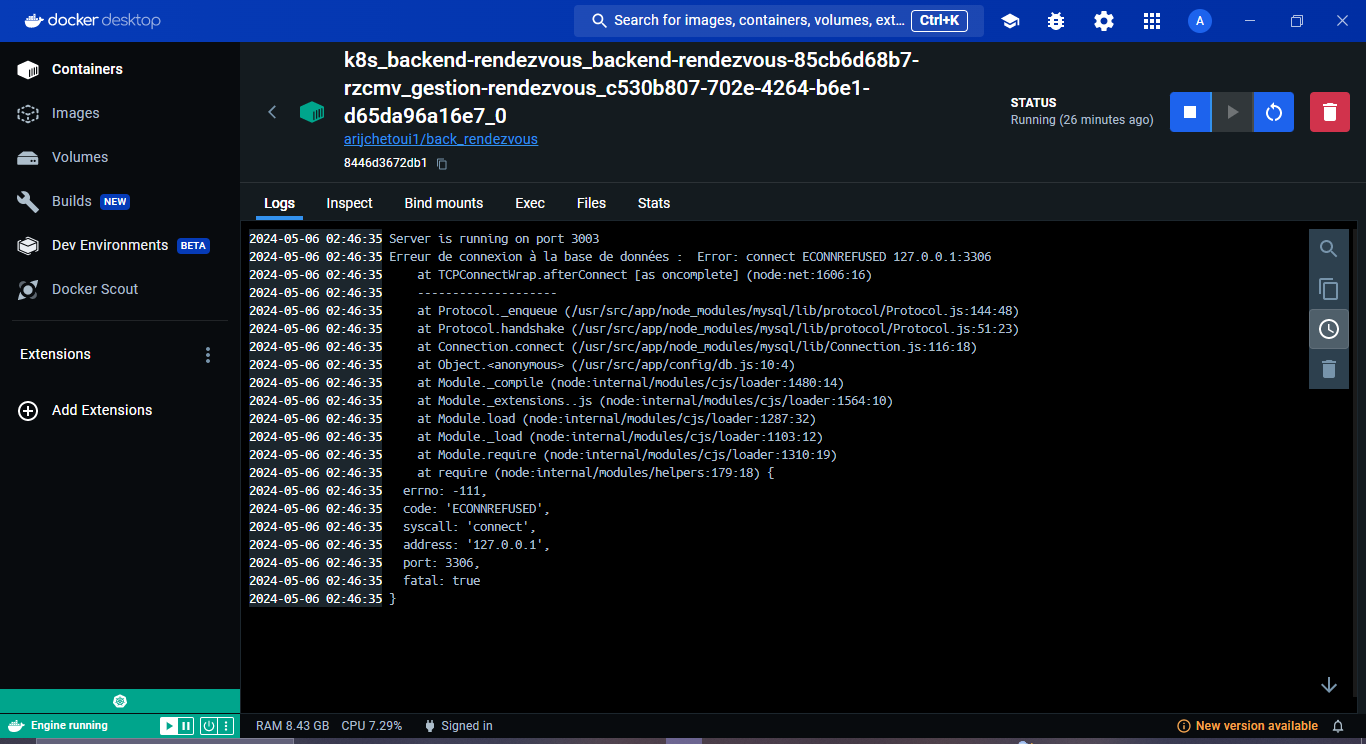 docker desktop
Search for images, containers, volumes, ext... Ctrl+K
A
Containers
Images
Volumes
Builds NEW
Dev Environments BETA
Docker Scout
Extensions
Add Extensions
k8s_backend-rendezvous_backend-rendezvous-85cb6d68b7-
rzcmv_gestion-rendezvous_c530b807-702e-4264-b6e1-
d65da96a16e7_0
arijchetoui1/back_rendezvous
8446d3672db1
STATUS
Running (26 minutes ago)
Logs Inspect Bind mounts Exec Files Stats
2024-05-06 02:46:35 Server is running on port 3003
2024-05-06 02:46:35 Erreur de connexion à la base de données :  Error: connect ECONNREFUSED 127.0.0.1:3306
2024-05-06 02:46:35     at TCPConnectWrap.afterConnect [as oncomplete] (node:net:1606:16)
2024-05-06 02:46:35     --------------------
2024-05-06 02:46:35     at Protocol._enqueue (/usr/src/app/node_modules/mysql/lib/protocol/Protocol.js:144:48)
2024-05-06 02:46:35     at Protocol.handshake (/usr/src/app/node_modules/mysql/lib/protocol/Protocol.js:51:23)
2024-05-06 02:46:35     at Connection.connect (/usr/src/app/node_modules/mysql/lib/Connection.js:116:18)
2024-05-06 02:46:35     at Object.<anonymous> (/usr/src/app/config/db.js:10:4)
2024-05-06 02:46:35     at Module._compile (node:internal/modules/cjs/loader:1480:14)
2024-05-06 02:46:35     at Module._extensions..js (node:internal/modules/cjs/loader:1564:10)
2024-05-06 02:46:35     at Module.load (node:internal/modules/cjs/loader:1287:32)
2024-05-06 02:46:35     at Module._load (node:internal/modules/cjs/loader:1103:12)
2024-05-06 02:46:35     at Module.require (node:internal/modules/cjs/loader:1310:19)
2024-05-06 02:46:35     at require (node:internal/modules/helpers:179:18) {
2024-05-06 02:46:35   errno: -111,
2024-05-06 02:46:35   code: 'ECONNREFUSED',
2024-05-06 02:46:35   syscall: 'connect',
2024-05-06 02:46:35   address: '127.0.0.1',
2024-05-06 02:46:35   port: 3306,
2024-05-06 02:46:35   fatal: true
2024-05-06 02:46:35 }
Engine running
RAM 8.43 GB CPU 7.29% Signed in
New version available